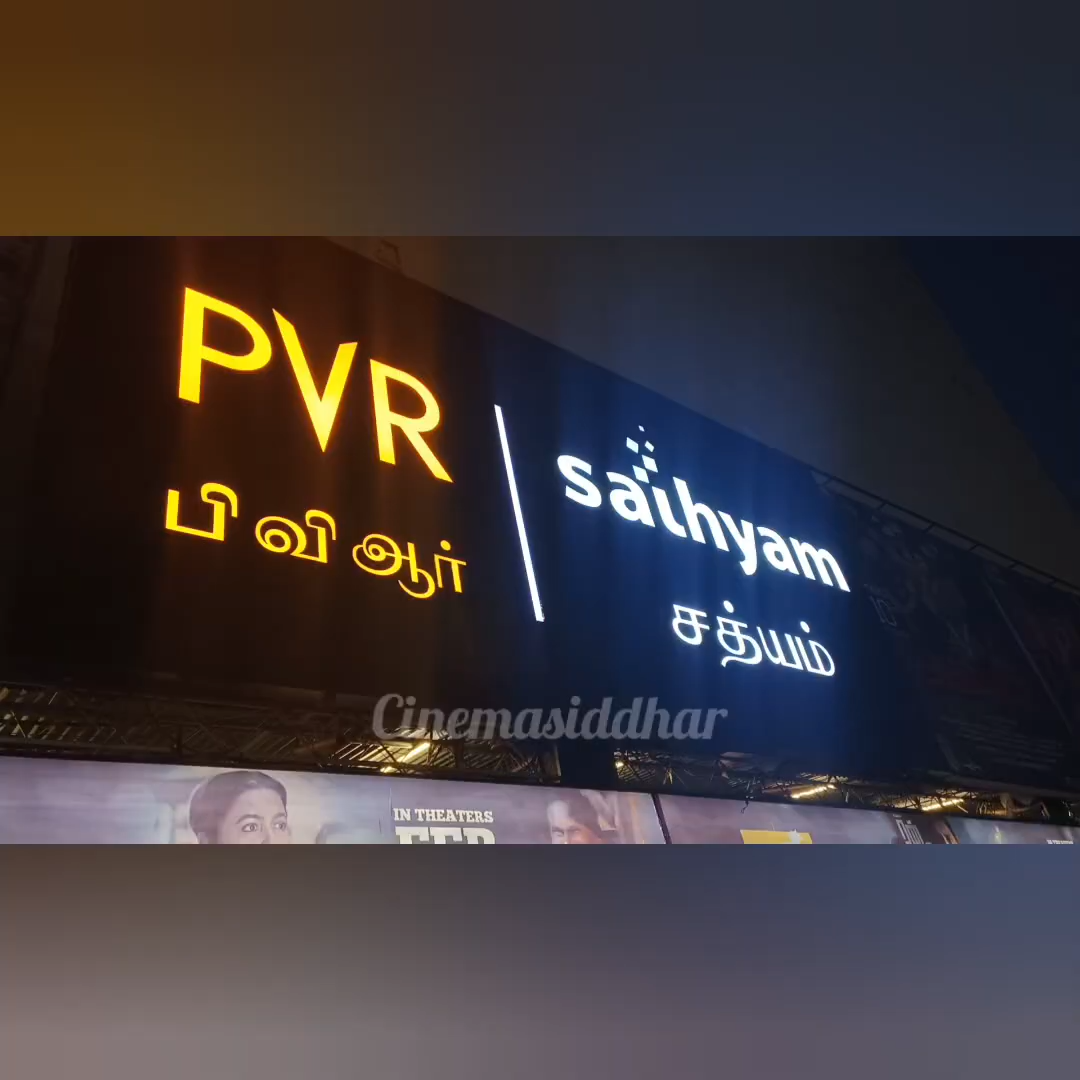 PVR
பி வி ஆர்
sathyam
சத்யம்
Cinemasiddhar
IN THEATERS